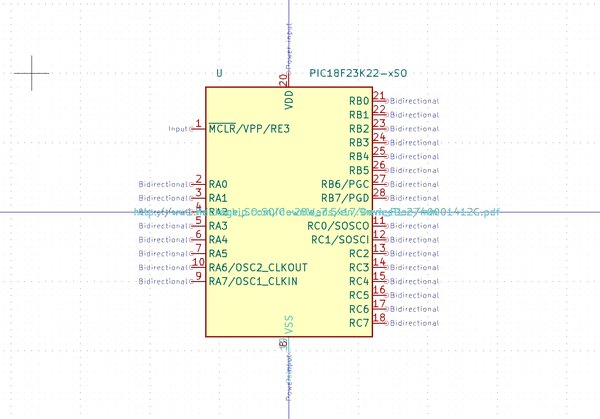 U PIC18F23K22-xSO
Power input
20
VDD
1 MCLR/VPP/RE3
Input
Bidirectional 2 RA0
Bidirectional 3 RA1
4 RA2
Bidirectional 5 RA3
Bidirectional 6 RA4
Bidirectional 7 RA5
Bidirectional 10 RA6/OSC2_CLKOUT
Bidirectional 9 RA7/OSC1_CLKIN
RB0 21 Bidirectional
RB1 22 Bidirectional
RB2 23 Bidirectional
RB3 24 Bidirectional
RB4 25 Bidirectional
RB5 26 Bidirectional
RB6/PGC 27 Bidirectional
RB7/PGD 28 Bidirectional
RC0/SOSCO 11 Bidirectional
RC1/SOSCI 12 Bidirectional
RC2 13 Bidirectional
RC3 14 Bidirectional
RC4 15 Bidirectional
RC5 16 Bidirectional
RC6 17 Bidirectional
RC7 18 Bidirectional
VSS